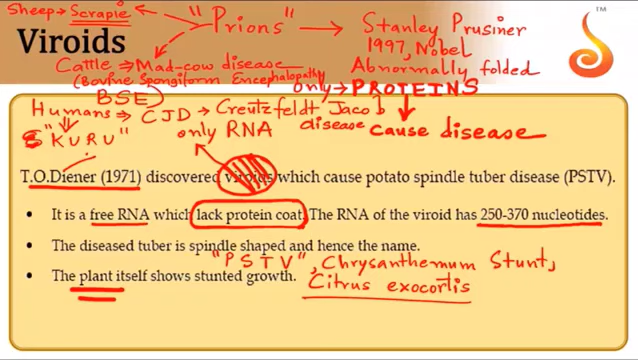 Sheep → Scrapie
"Prions" → Stanley Prusiner
1997, Nobel
Viroids
Cattle → Mad-cow disease
Abnormally folded
(Bovine Spongiform Encephalopathy)
only → PROTEINS
BSE
Humans → CJD → Creutzfeldt Jacob
disease
cause disease
"KURU"
only RNA
T.O.Diener (1971) discovered viroids which cause potato spindle tuber disease (PSTV).
• It is a free RNA which lack protein coat. The RNA of the viroid has 250-370 nucleotides.
• The diseased tuber is spindle shaped and hence the name.
"PSTV", Chrysanthemum Stunt,
• The plant itself shows stunted growth.
Citrus exocortis
TM